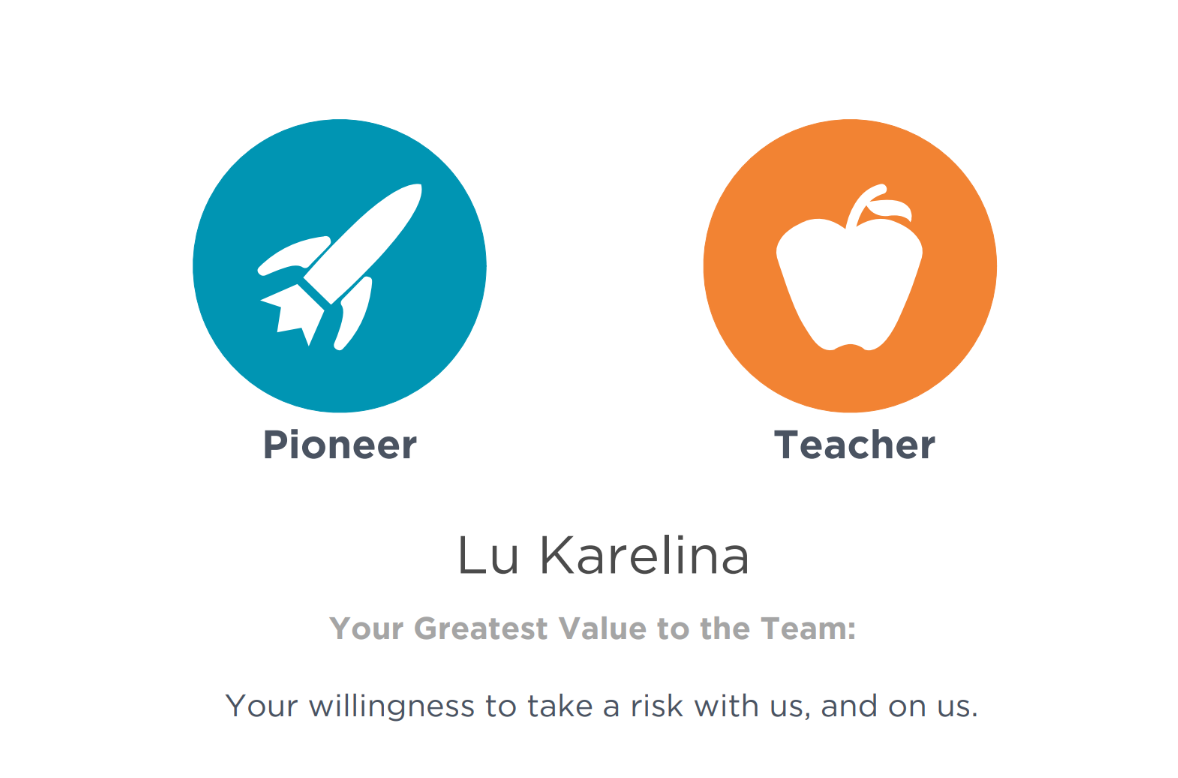 Pioneer
Teacher
Lu Karelina
Your Greatest Value to the Team:
Your willingness to take a risk with us, and on us.